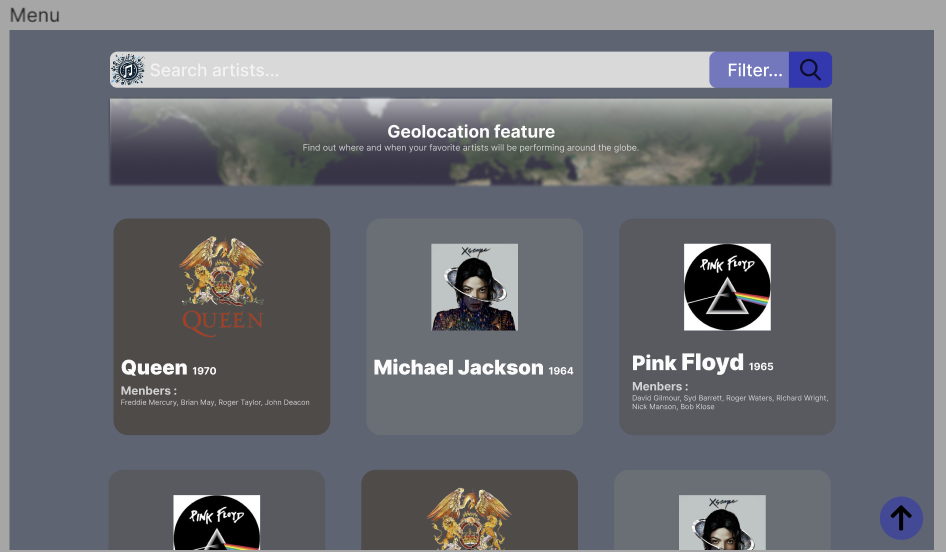 Menu
Search artists...
Filter...
Geolocation feature
Find out where and when your favorite artists will be performing around the globe.
QUEEN
Queen 1970
Menbers :
Freddie Mercury, Brian May, Roger Taylor, John Deacon
Xscape
Michael Jackson 1964
PINK FLOYD
Pink Floyd 1965
Menbers :
David Gilmour, Syd Barrett, Roger Waters, Richard Wright,
Nick Manson, Bob Klose
PINK FLOYD
Xscape